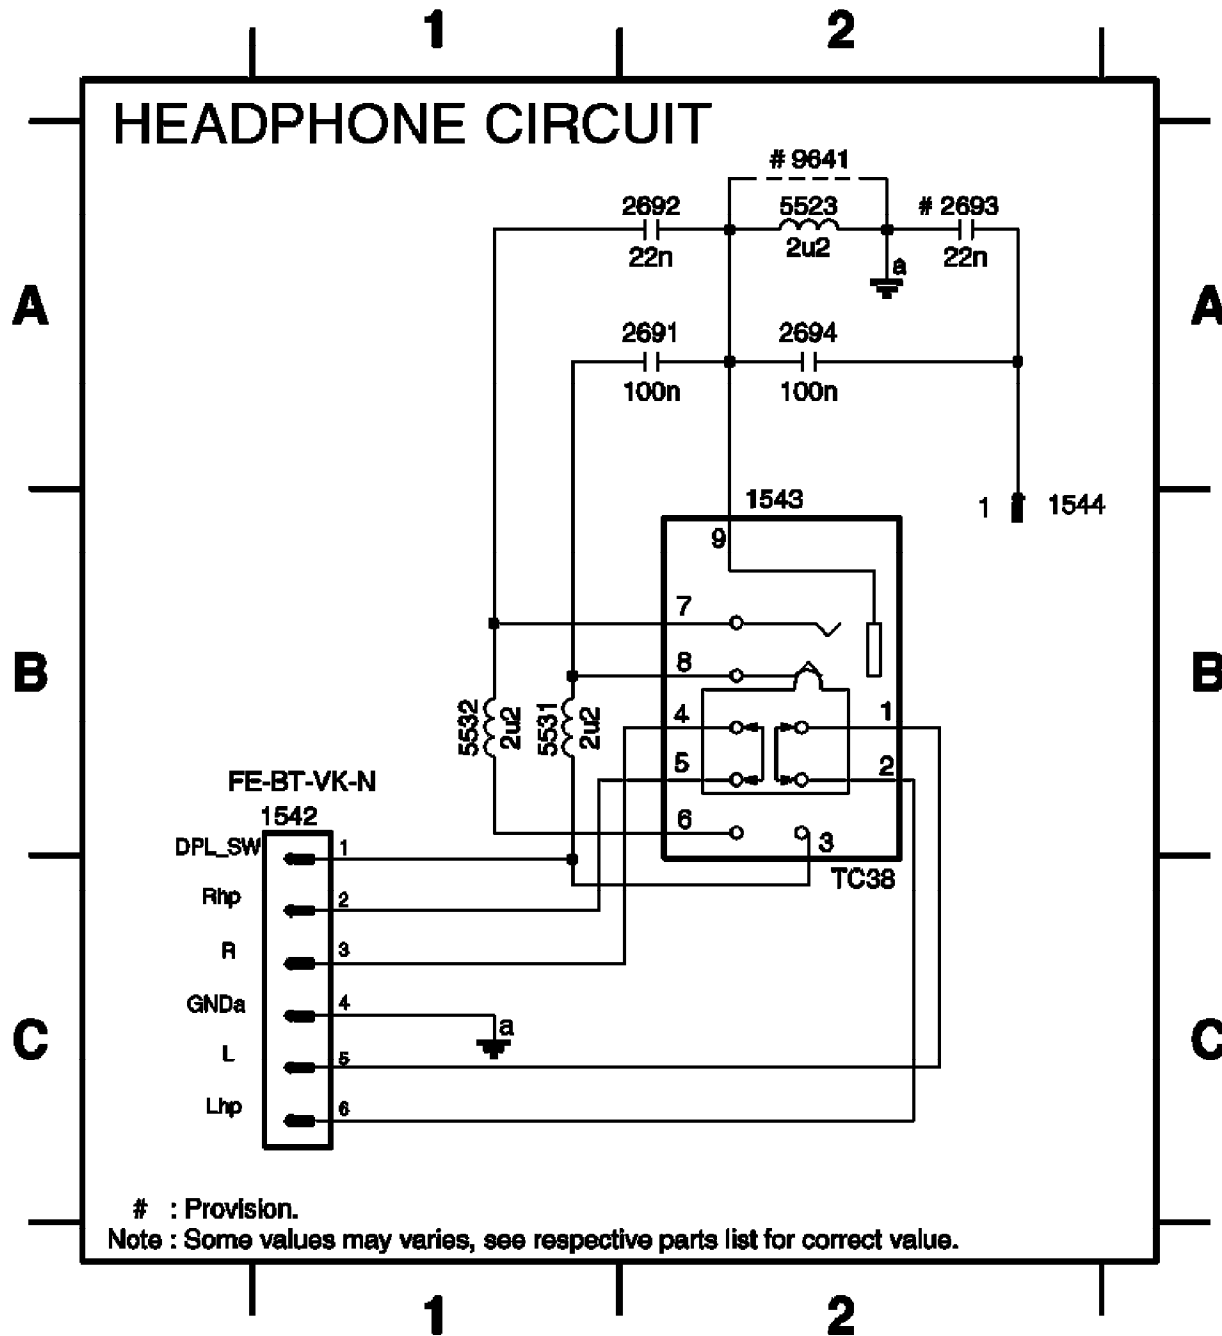 1 2
HEADPHONE CIRCUIT
# 9641
2692 5523 # 2693
22n 2u2 22n
a
A A
2691 2694
100n 100n
1543 1 1544
9
7
B 8 B
5532 2u2 5531 2u2
4 1
5 2
FE-BT-VK-N
1542
6 3
DPL_SW 1
TC38
Rhp 2
R 3
GNDa 4
a
C C
L 5
Lhp 6
# : Provision.
Note : Some values may varies, see respective parts list for correct value.
1 2